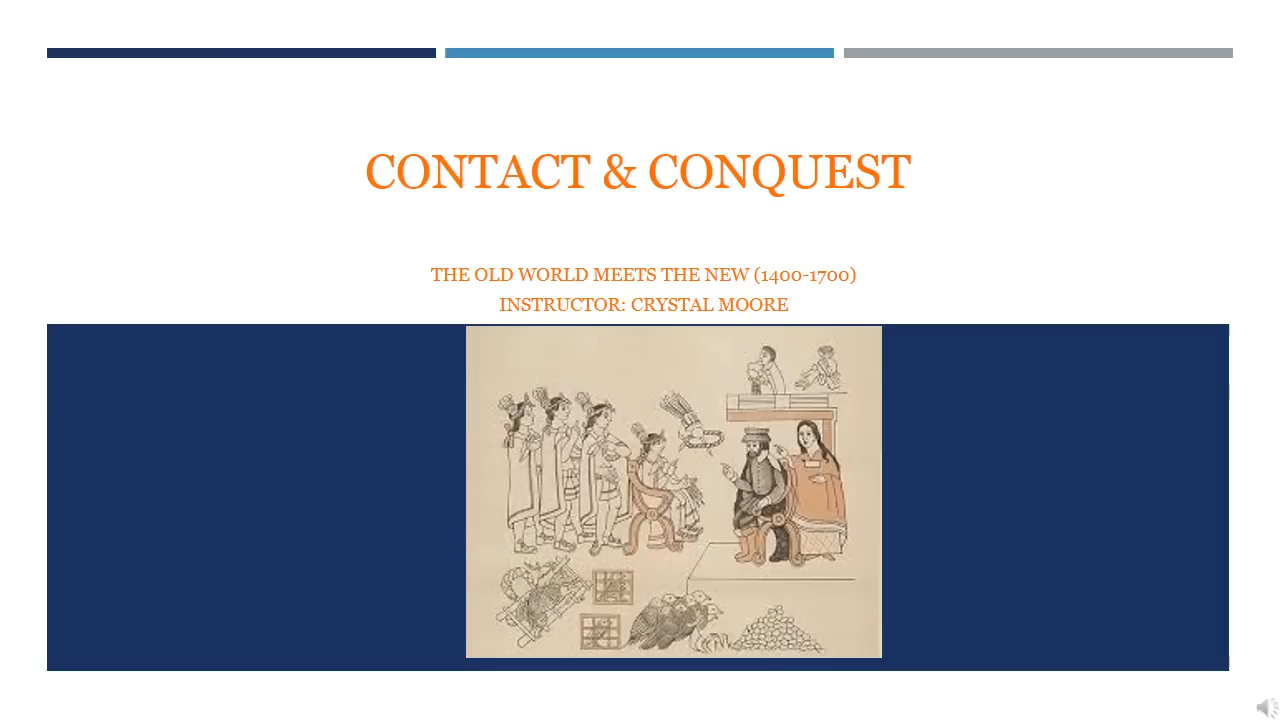 CONTACT & CONQUEST
THE OLD WORLD MEETS THE NEW (1400-1700)
INSTRUCTOR: CRYSTAL MOORE